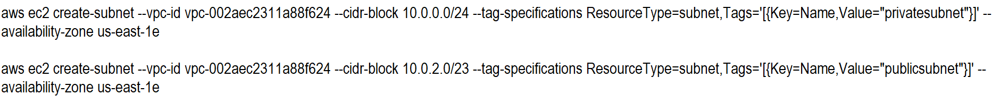 aws ec2 create-subnet --vpc-id vpc-002aec2311a88f624 --cidr-block 10.0.0.0/24 --tag-specifications ResourceType=subnet,Tags='[{Key=Name,Value="privatesubnet"}]' --
availability-zone us-east-1e
aws ec2 create-subnet --vpc-id vpc-002aec2311a88f624 --cidr-block 10.0.2.0/23 --tag-specifications ResourceType=subnet,Tags='[{Key=Name,Value="publicsubnet"}]' --
availability-zone us-east-1e